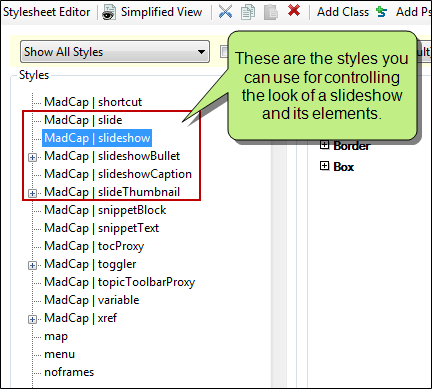 Stylesheet Editor Simplified View Add Class Add Ps
Show All Styles
Styles
These are the styles you
can use for controlling
the look of a slideshow
and its elements.
MadCap | shortcut
MadCap | slide
MadCap | slideshow
MadCap | slideshowBullet
MadCap | slideshowCaption
MadCap | slideThumbnail
MadCap | snippetBlock
MadCap | snippetText
MadCap | tocProxy
MadCap | toggler
MadCap | topicToolbarProxy
MadCap | variable
MadCap | xref
map
menu
noframes
Border
Box